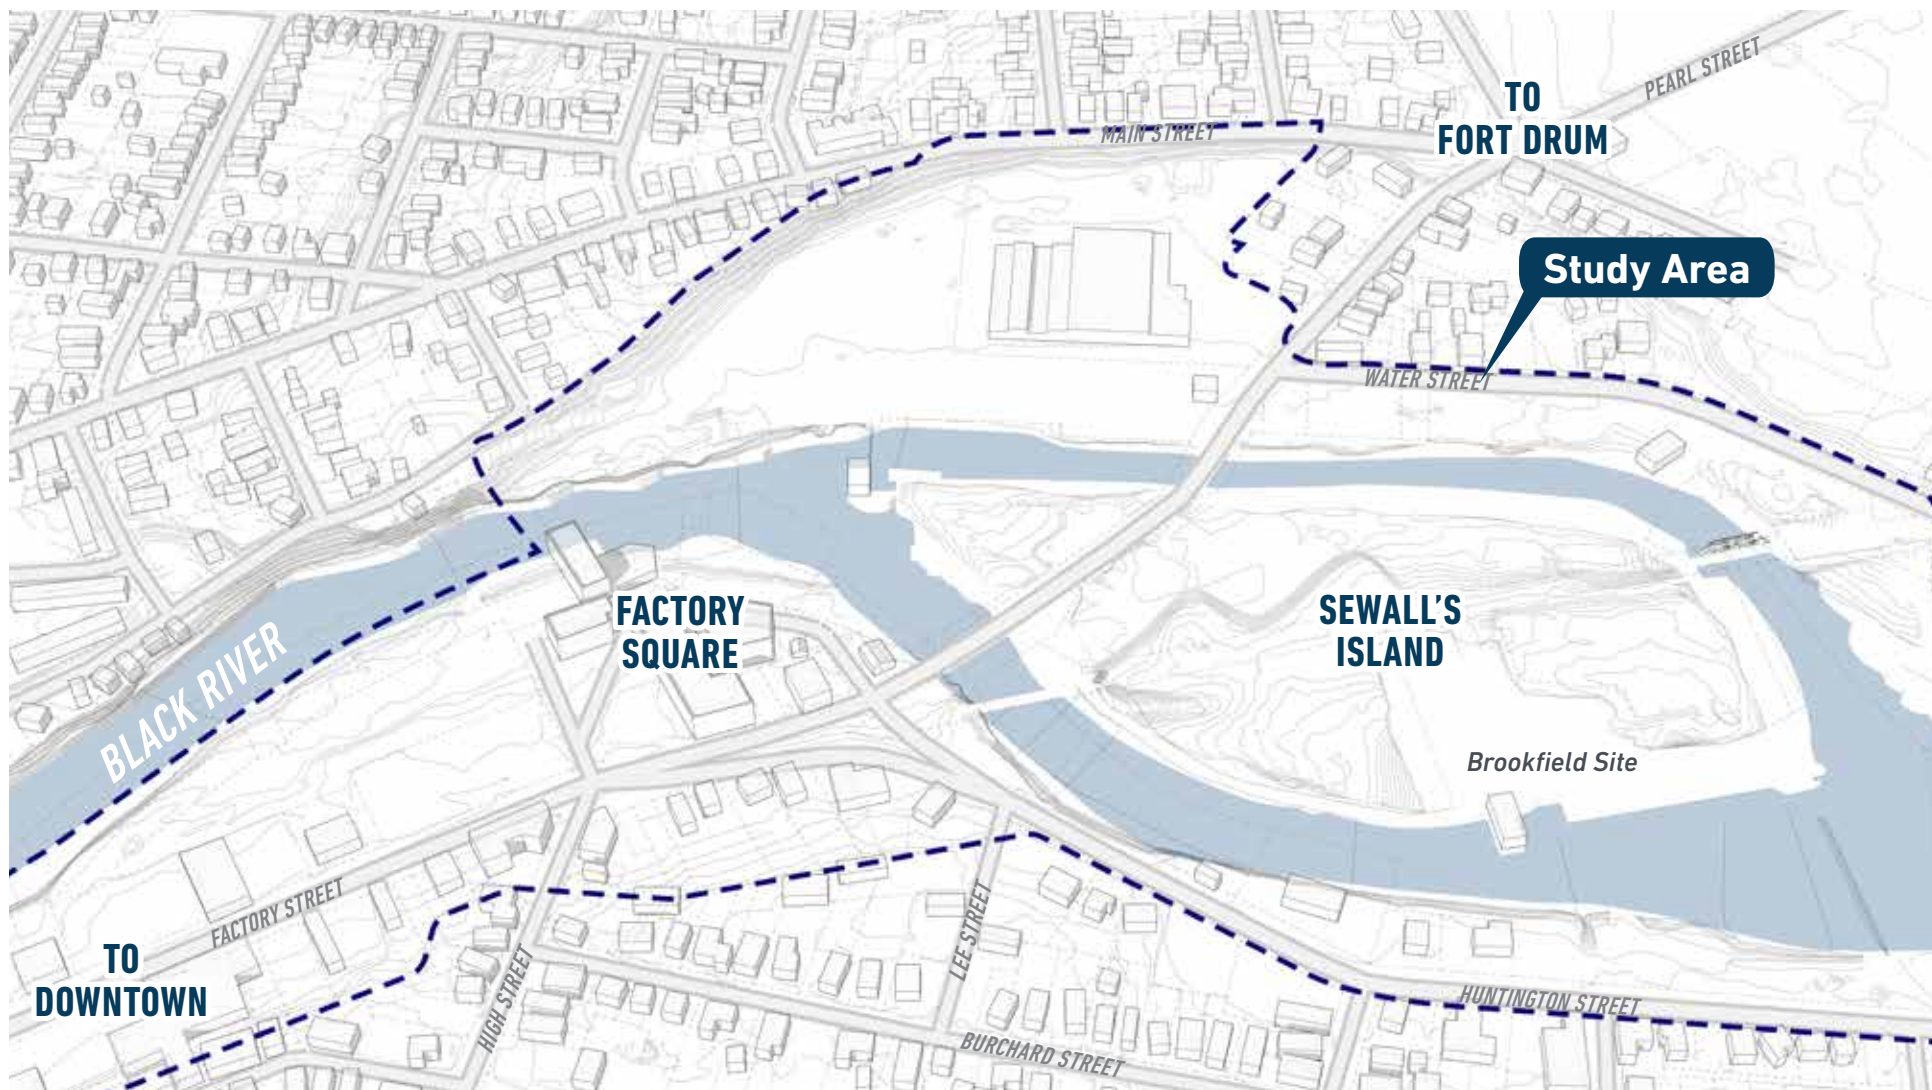 PEARL STREET
TO
FORT DRUM
MAIN STREET
Study Area
WATER STREET
FACTORY
SQUARE
SEWALL'S
ISLAND
BLACK RIVER
Brookfield Site
FACTORY STREET
LEE STREET
TO
DOWNTOWN
HIGH STREET
HUNTINGTON STREET
BURCHARD STREET